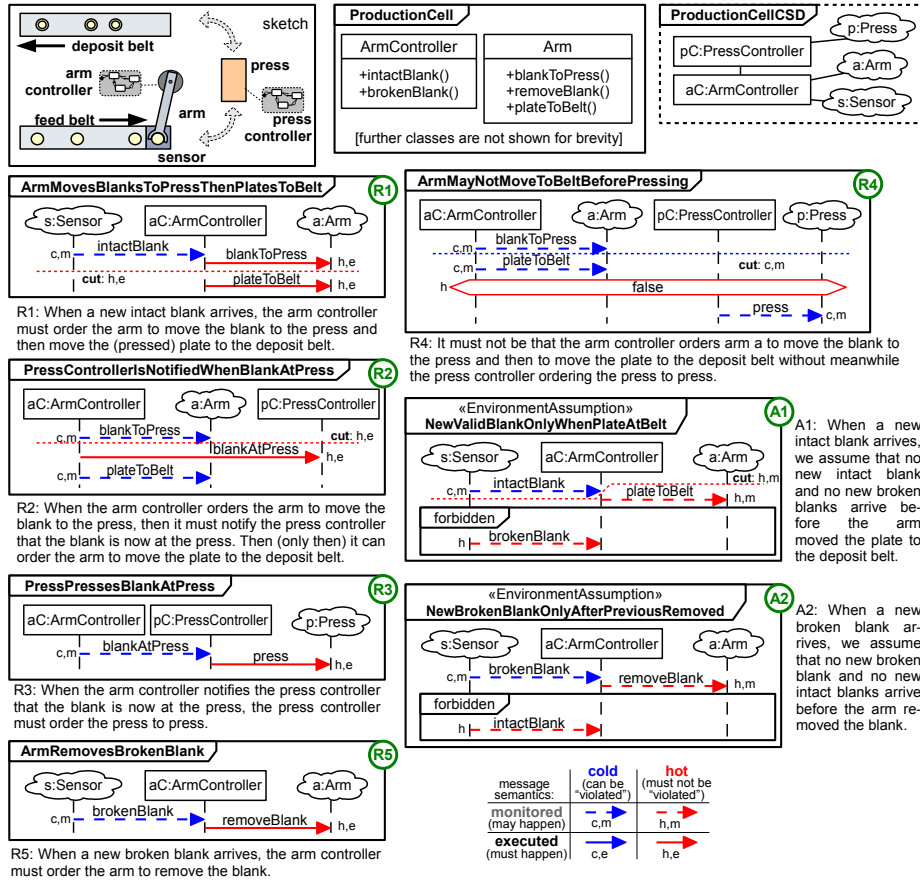 sketch
deposit belt
press
arm
controller
arm
feed belt
press
controller
sensor
ProductionCell
ArmController
+intactBlank()
+brokenBlank()
Arm
+blankToPress()
+removeBlank()
+plateToBelt()
[further classes are not shown for brevity]
ProductionCellCSD
p:Press
pC:PressController
a:Arm
aC:ArmController
s:Sensor
ArmMovesBlanksToPressThenPlatesToBelt
R1
s:Sensor
aC:ArmController
a:Arm
intactBlank
c,m
blankToPress
h,e
cut: h,e
plateToBelt
h,e
R1: When a new intact blank arrives, the arm controller
must order the arm to move the blank to the press and
then move the (pressed) plate to the deposit belt.
PressControllerIsNotifiedWhenBlankAtPress
R2
aC:ArmController
a:Arm
pC:PressController
blankToPress
c,m
cut: h,e
blankAtPress
h,e
plateToBelt
c,m
R2: When the arm controller orders the arm to move the
blank to the press, then it must notify the press controller
that the blank is now at the press. Then (only then) it can
order the arm to move the plate to the deposit belt.
PressPressesBlankAtPress
R3
aC:ArmController
pC:PressController
p:Press
blankAtPress
c,m
press
h,e
R3: When the arm controller notifies the press controller
that the blank is now at the press, the press controller
must order the press to press.
ArmRemovesBrokenBlank
R5
s:Sensor
aC:ArmController
a:Arm
brokenBlank
c,m
removeBlank
h,e
R5: When a new broken blank arrives, the arm controller
must order the arm to remove the blank.
ArmMayNotMoveToBeltBeforePressing
R4
aC:ArmController
a:Arm
pC:PressController
p:Press
blankToPress
c,m
plateToBelt
c,m
cut: c,m
h
false
press
c,m
R4: It must not be that the arm controller orders arm a to move the blank to
the press and then to move the plate to the deposit belt without meanwhile
the press controller ordering the press to press.
«EnvironmentAssumption»
NewValidBlankOnlyWhenPlateAtBelt
A1
s:Sensor
aC:ArmController
a:Arm
cut: h,m
intactBlank
c,m
plateToBelt
h,m
forbidden
brokenBlank
h
A1: When a new
intact blank arrives,
we assume that no
new intact blank
and no new broken
blanks arrive be-
fore the arm
moved the plate to
the deposit belt.
«EnvironmentAssumption»
NewBrokenBlankOnlyAfterPreviousRemoved
A2
s:Sensor
aC:ArmController
a:Arm
brokenBlank
c,m
removeBlank
h,m
forbidden
intactBlank
h
A2: When a new
broken blank ar-
rives, we assume
that no new broken
blank and no new
intact blanks arrive
before the arm re-
moved the blank.
message
semantics:
cold
(can be
"violated")
hot
(must not be
"violated")
monitored
(may happen)
c,m
h,m
executed
(must happen)
c,e
h,e